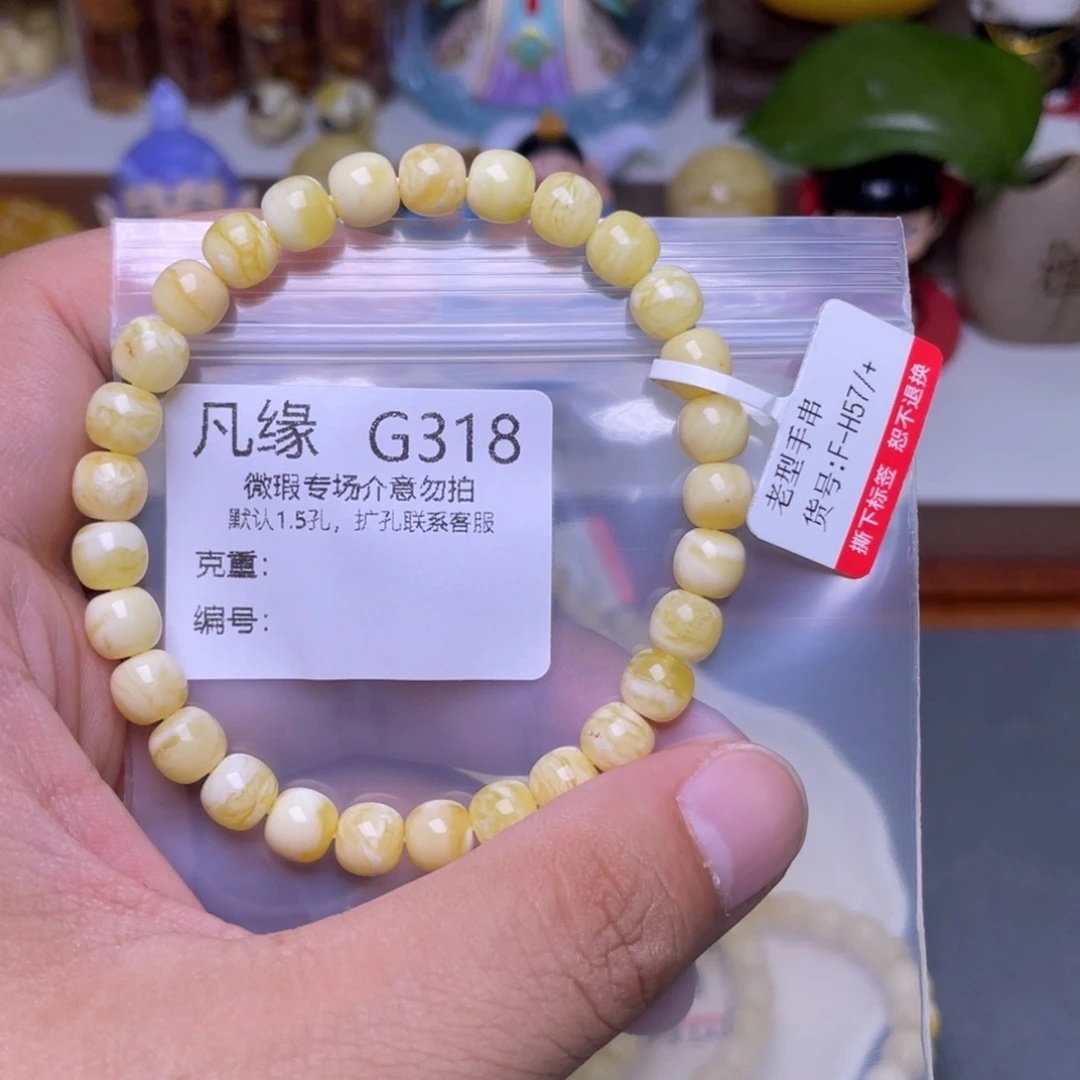 凡缘 G318
微瑕专场介意勿拍
默认1.5孔，扩孔联系客服
克重：
编号：
老型手串
货号:F-H57/+
撕下标签 恕不退换